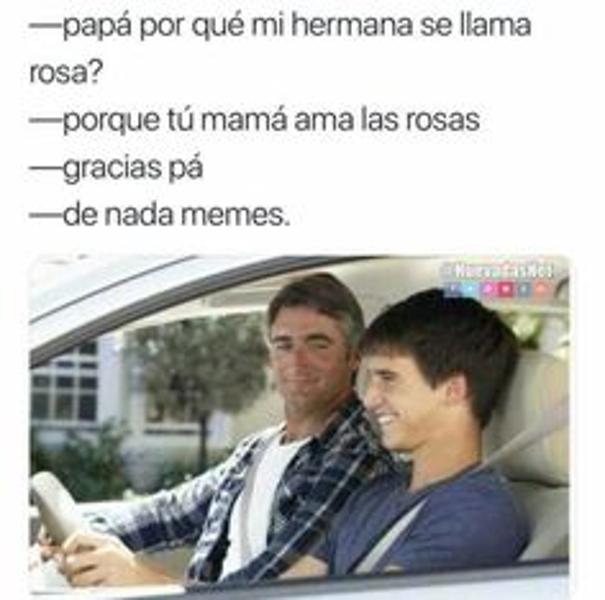 —papá por qué mi hermana se llama
rosa?
—porque tú mamá ama las rosas
—gracias pá
—de nada memes.
@HuevadasNet